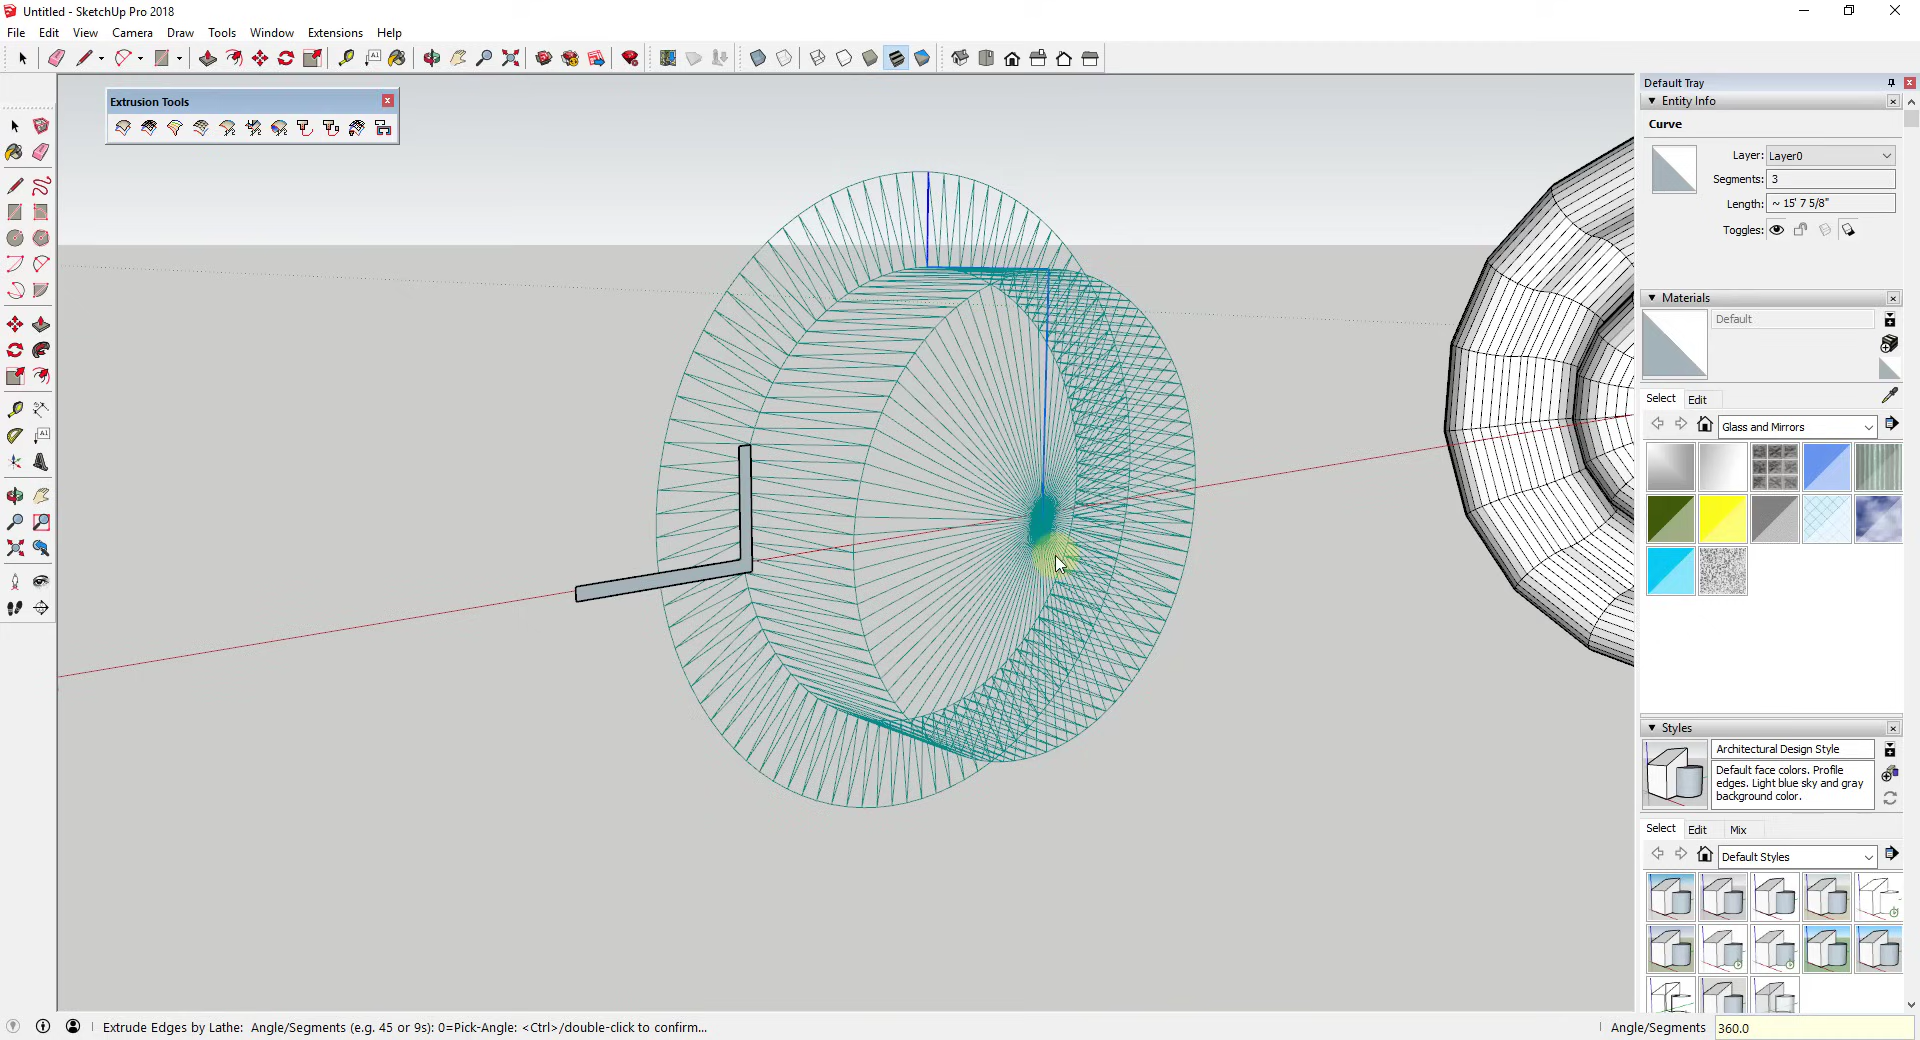 Untitled - SketchUp Pro 2018
File Edit View Camera Draw Tools Window Extensions Help
Extrusion Tools
Default Tray
Entity Info
Curve
Layer: Layer0
Segments: 3
Length: ~ 15' 7 5/8"
Toggles:
Materials
Default
Select Edit
Glass and Mirrors
Styles
Architectural Design Style
Default face colors. Profile
edges. Light blue sky and gray
background color.
Select Edit Mix
Default Styles
Extrude Edges by Lathe: Angle/Segments (e.g. 45 or 9s): 0=Pick-Angle: <Ctrl>/double-click to confirm...
Angle/Segments 360.0